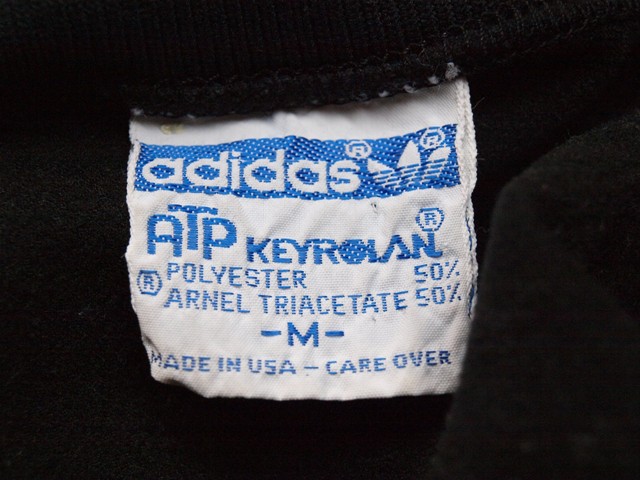 adidas®®
ATP KEYROLAN®
POLYESTER 50%
® ARNEL TRIACETATE 50%
-M-
MADE IN USA - CARE OVER